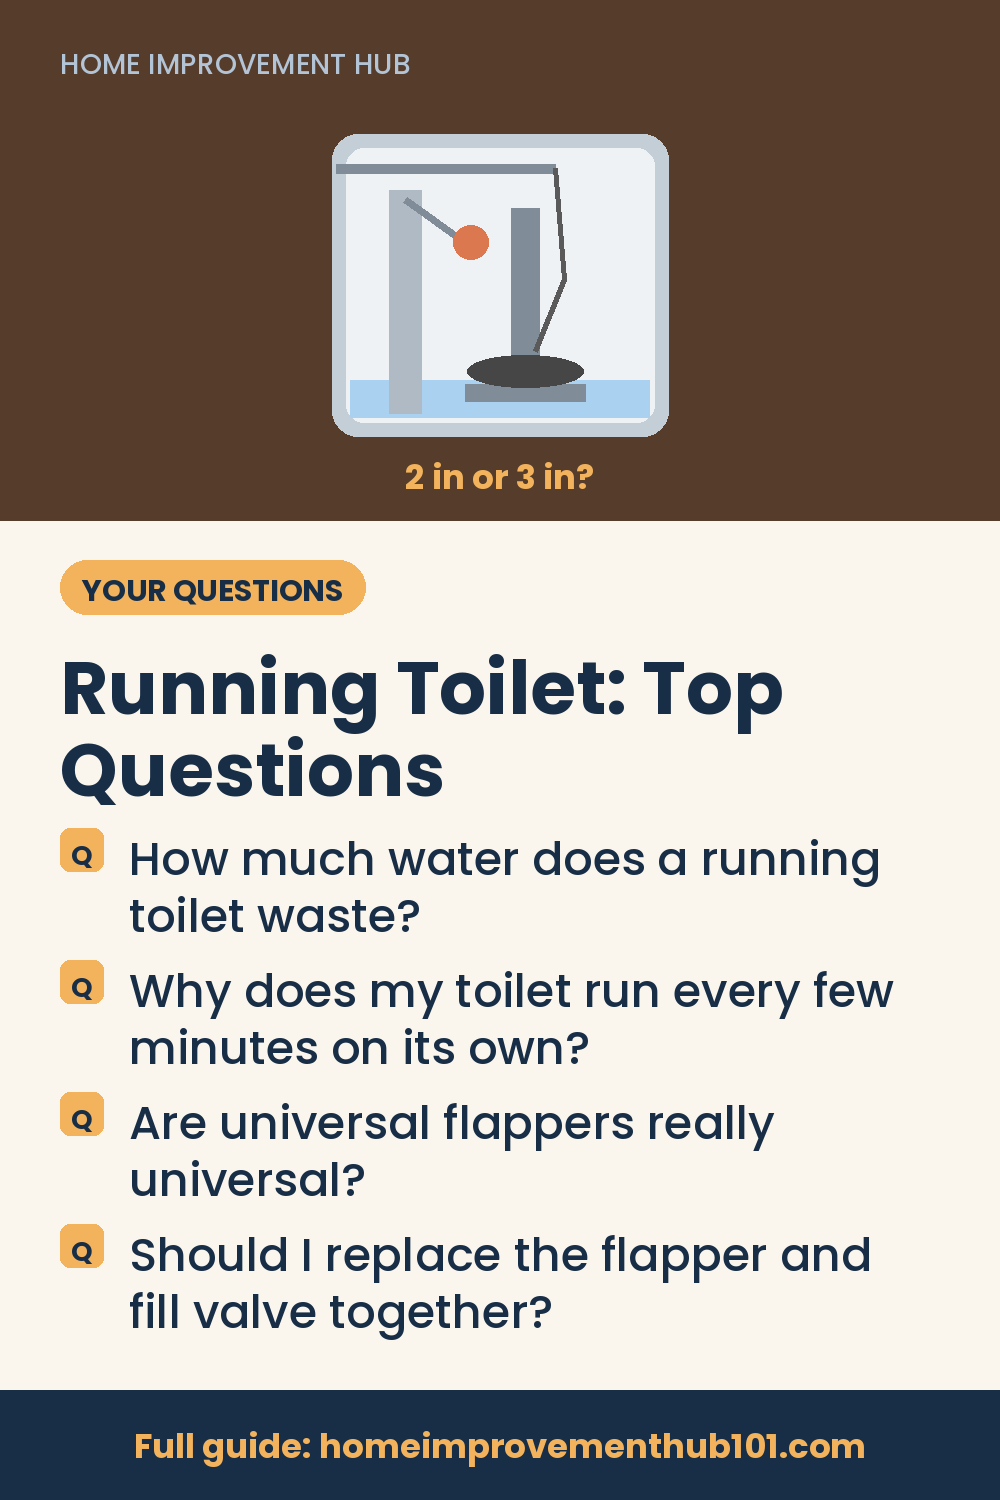 HOME IMPROVEMENT HUB
2 in or 3 in?
YOUR QUESTIONS
Running Toilet: Top
Questions
Q How much water does a running
toilet waste?
Q Why does my toilet run every few
minutes on its own?
Q Are universal flappers really
universal?
Q Should I replace the flapper and
fill valve together?
Full guide: homeimprovementhub101.com